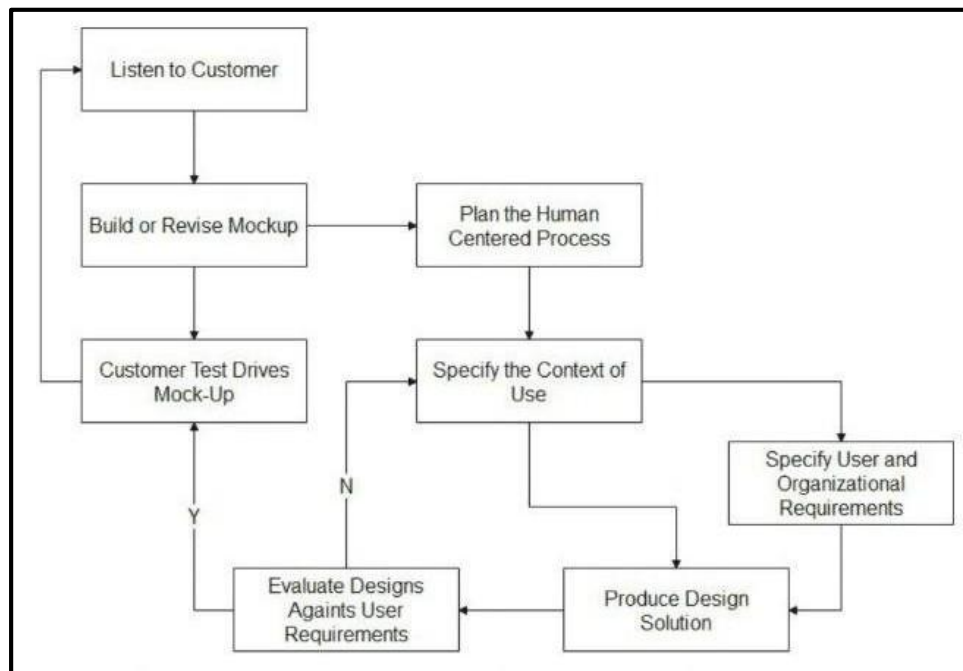 Listen to Customer
Build or Revise Mockup
Plan the Human
Centered Process
Customer Test Drives
Mock-Up
Specify the Context of
Use
Specify User and
Organizational
Requirements
N
Y
Evaluate Designs
Againts User
Requirements
Produce Design
Solution